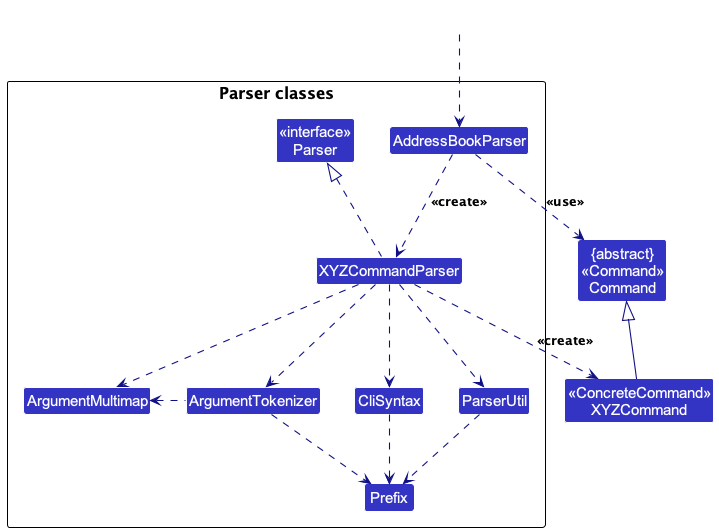 Parser classes
«interface»
Parser
AddressBookParser
«create»
«use»
XYZCommandParser
{abstract}
«Command»
Command
«create»
ArgumentMultimap
ArgumentTokenizer
CliSyntax
ParserUtil
«ConcreteCommand»
XYZCommand
Prefix